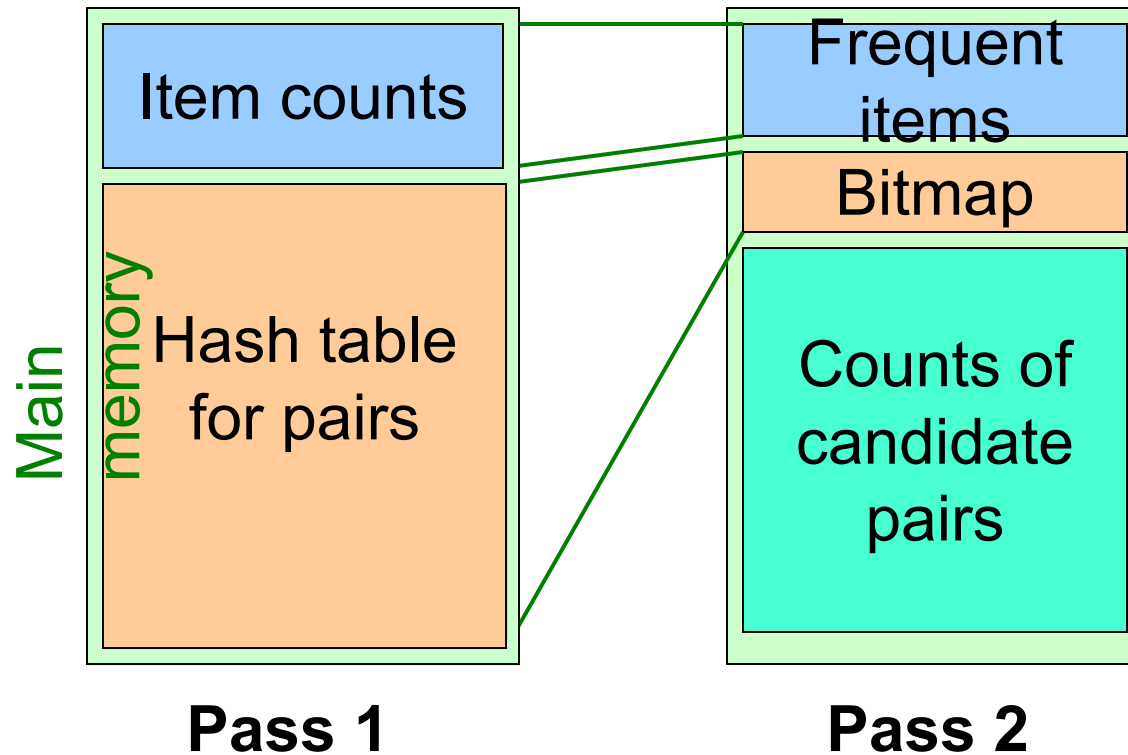 Item counts
Main
memory
Hash table
for pairs
Pass 1
Frequent
items
Bitmap
Counts of
candidate
pairs
Pass 2